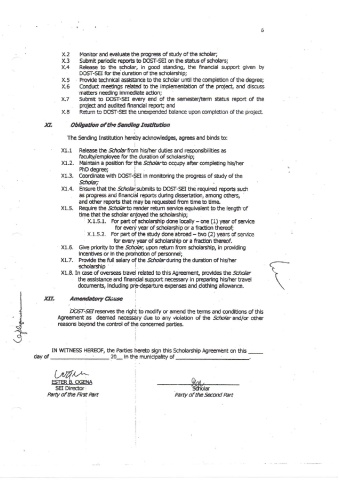 6
X.2 Monitor and evaluate the progress of study of the scholar;
X.3 Submit periodic reports to DOST-SEI on the status of scholars;
X.4 Release to the scholar, in good standing, the financial support given by
DOST-SEI for the duration of the scholarship;
X.5 Provide technical assistance to the scholar until the completion of the degree;
X.6 Conduct meetings related to the implementation of the project, and discuss
matters needing immediate action;
X.7 Submit to DOST-SEI every end of the semester/term status report of the
project and audited financial report; and
X.8 Return to DOST-SEI the unexpended balance upon completion of the project.
XI. Obligation of the Sending Institution
The Sending Institution hereby acknowledges, agrees and binds to:
XI.1 Release the Scholar from his/her duties and responsibilities as
faculty/employee for the duration of scholarship;
X1.2. Maintain a position for the Scholar to occupy after completing his/her
PhD degree;
X1.3. Coordinate with DOST-SEI in monitoring the progress of study of the
Scholar;
X1.4. Ensure that the Scholar submits to DOST-SEI the required reports such
as progress and financial reports during dissertation, among others,
and other reports that may be requested from time to time.
X1.5. Require the Scholar to render return service equivalent to the length of
time that the scholar enjoyed the scholarship;
X.1.5.1. For part of scholarship done locally – one (1) year of service
for every year of scholarship or a fraction thereof;
X.1.5.2. For part of the study done abroad – two (2) years of service
for every year of scholarship or a fraction thereof.
X1.6. Give priority to the Scholar, upon return from scholarship, in providing
incentives or in the promotion of personnel;
X1.7. Provide the full salary of the Scholar during the duration of his/her
scholarship
X1.8. In case of overseas travel related to this Agreement, provides the Scholar
the assistance and financial support necessary in preparing his/her travel
documents, including pre-departure expenses and clothing allowance.
XII. Amendatory Clause
DOST-SEI reserves the right to modify or amend the terms and conditions of this
Agreement as deemed necessary due to any violation of the Scholar and/or other
reasons beyond the control of the concerned parties.
IN WITNESS HEREOF, the Parties hereto sign this Scholarship Agreement on this
day of 20__ in the municipality of
ESTER B. OGENA
SEI Director
Party of the First Part
Scholar
Party of the Second Part